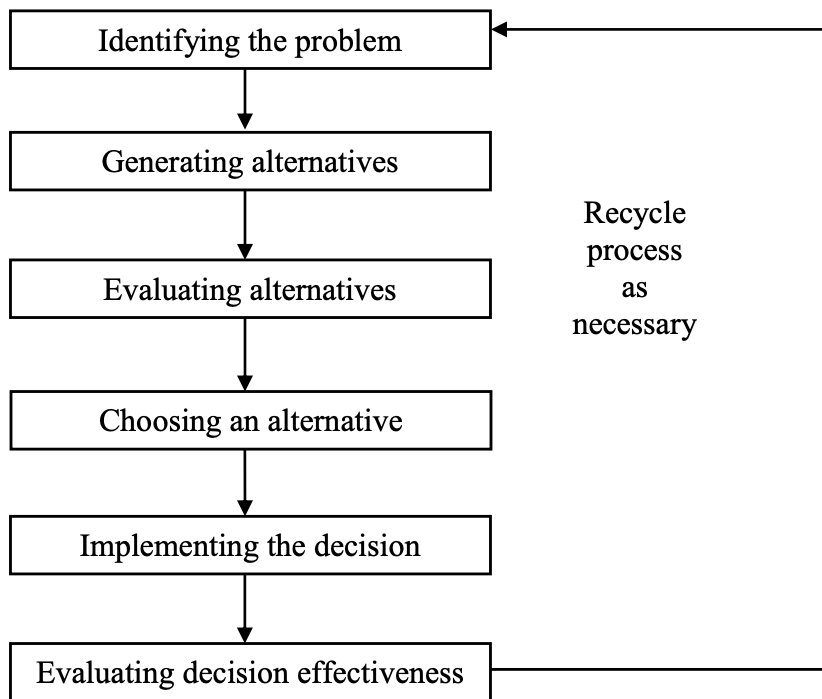 Identifying the problem
Generating alternatives
Evaluating alternatives
Choosing an alternative
Implementing the decision
Evaluating decision effectiveness
Recycle
process
as
necessary